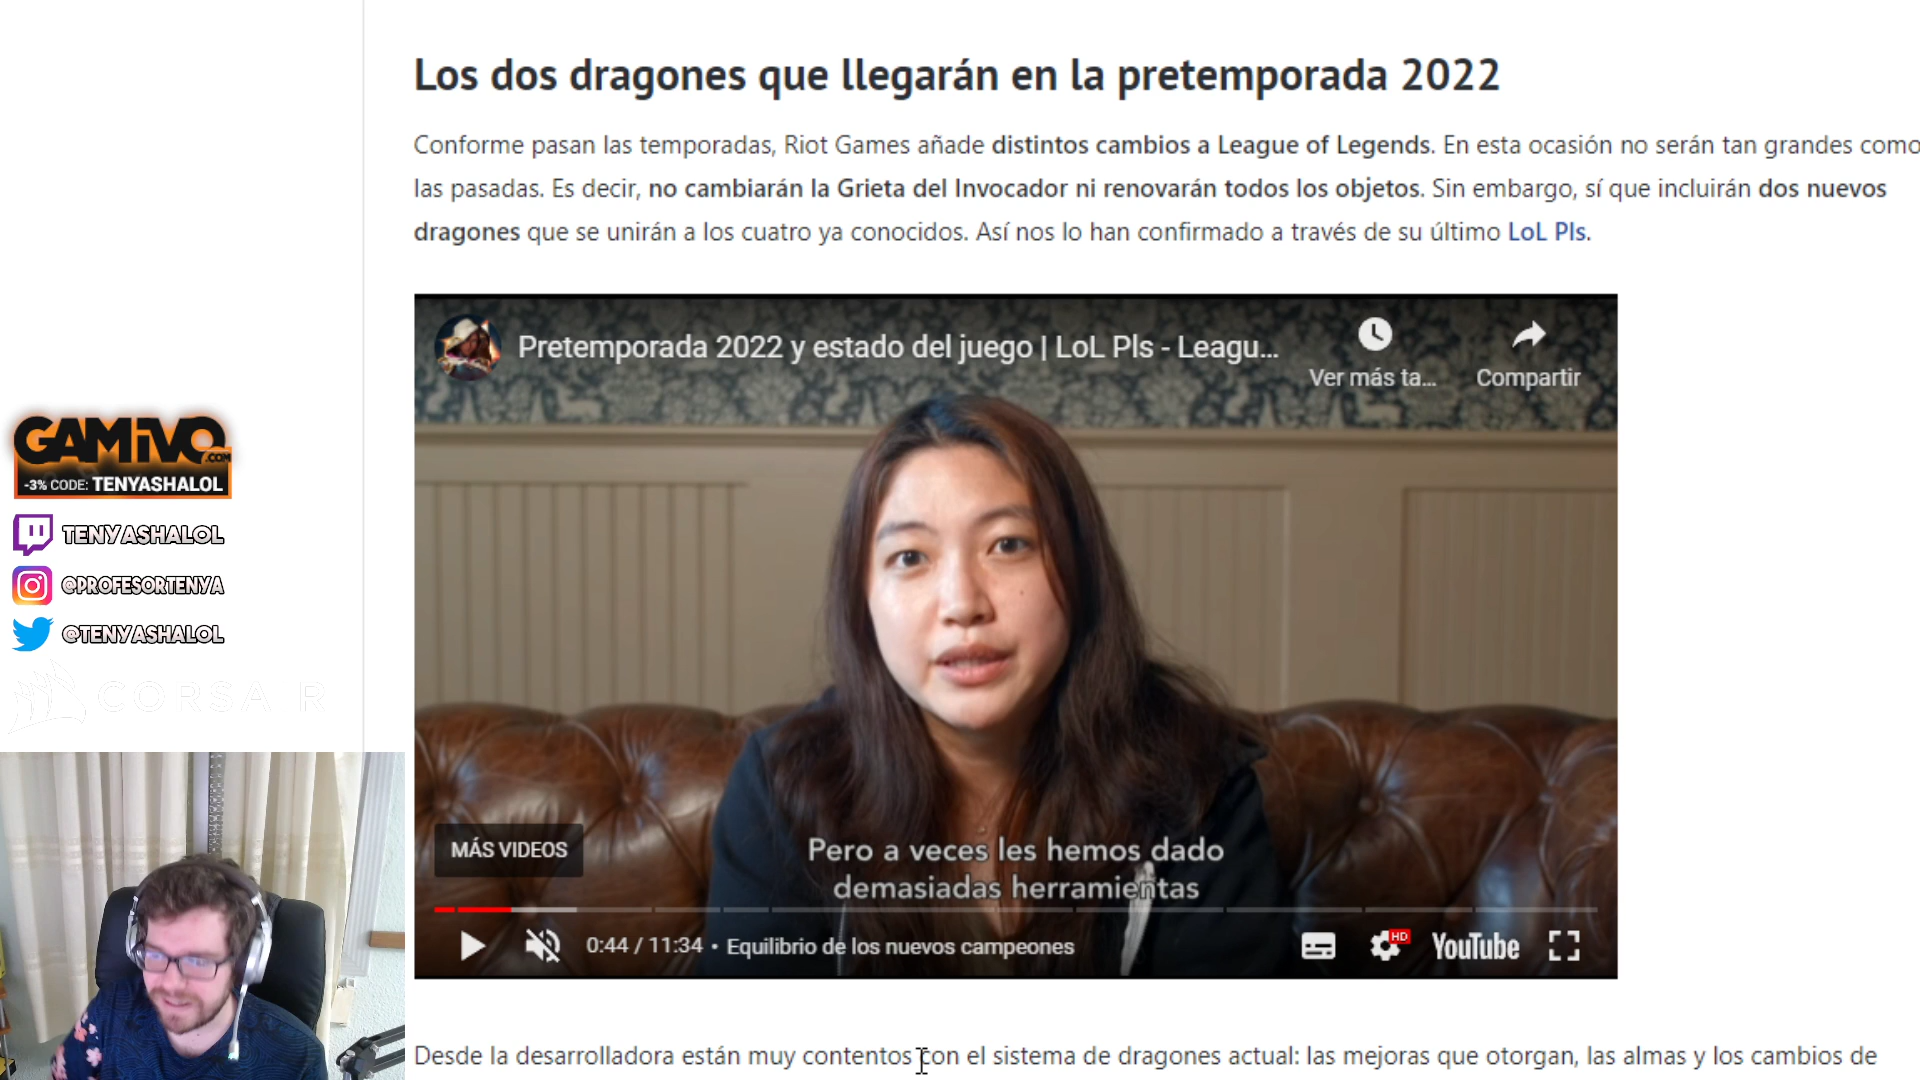 Los dos dragones que llegarán en la pretemporada 2022
Conforme pasan las temporadas, Riot Games añade distintos cambios a League of Legends. En esta ocasión no serán tan grandes como
las pasadas. Es decir, no cambiarán la Grieta del Invocador ni renovarán todos los objetos. Sin embargo, sí que incluirán dos nuevos
dragones que se unirán a los cuatro ya conocidos. Así nos lo han confirmado a través de su último LoL Pls.
Pretemporada 2022 y estado del juego | LoL Pls - Leagu...
Ver más ta...
Compartir
GAMIVO.COM
-3% CODE: TENYASHALOL
TENYASHALOL
@PROFESORTENYA
@TENYASHALOL
CORSA R
MÁS VIDEOS
Pero a veces les hemos dado
demasiadas herramientas
0:44 / 11:34 • Equilibrio de los nuevos campeones
HD
YouTube
Desde la desarrolladora están muy contentos con el sistema de dragones actual: las mejoras que otorgan, las almas y los cambios de